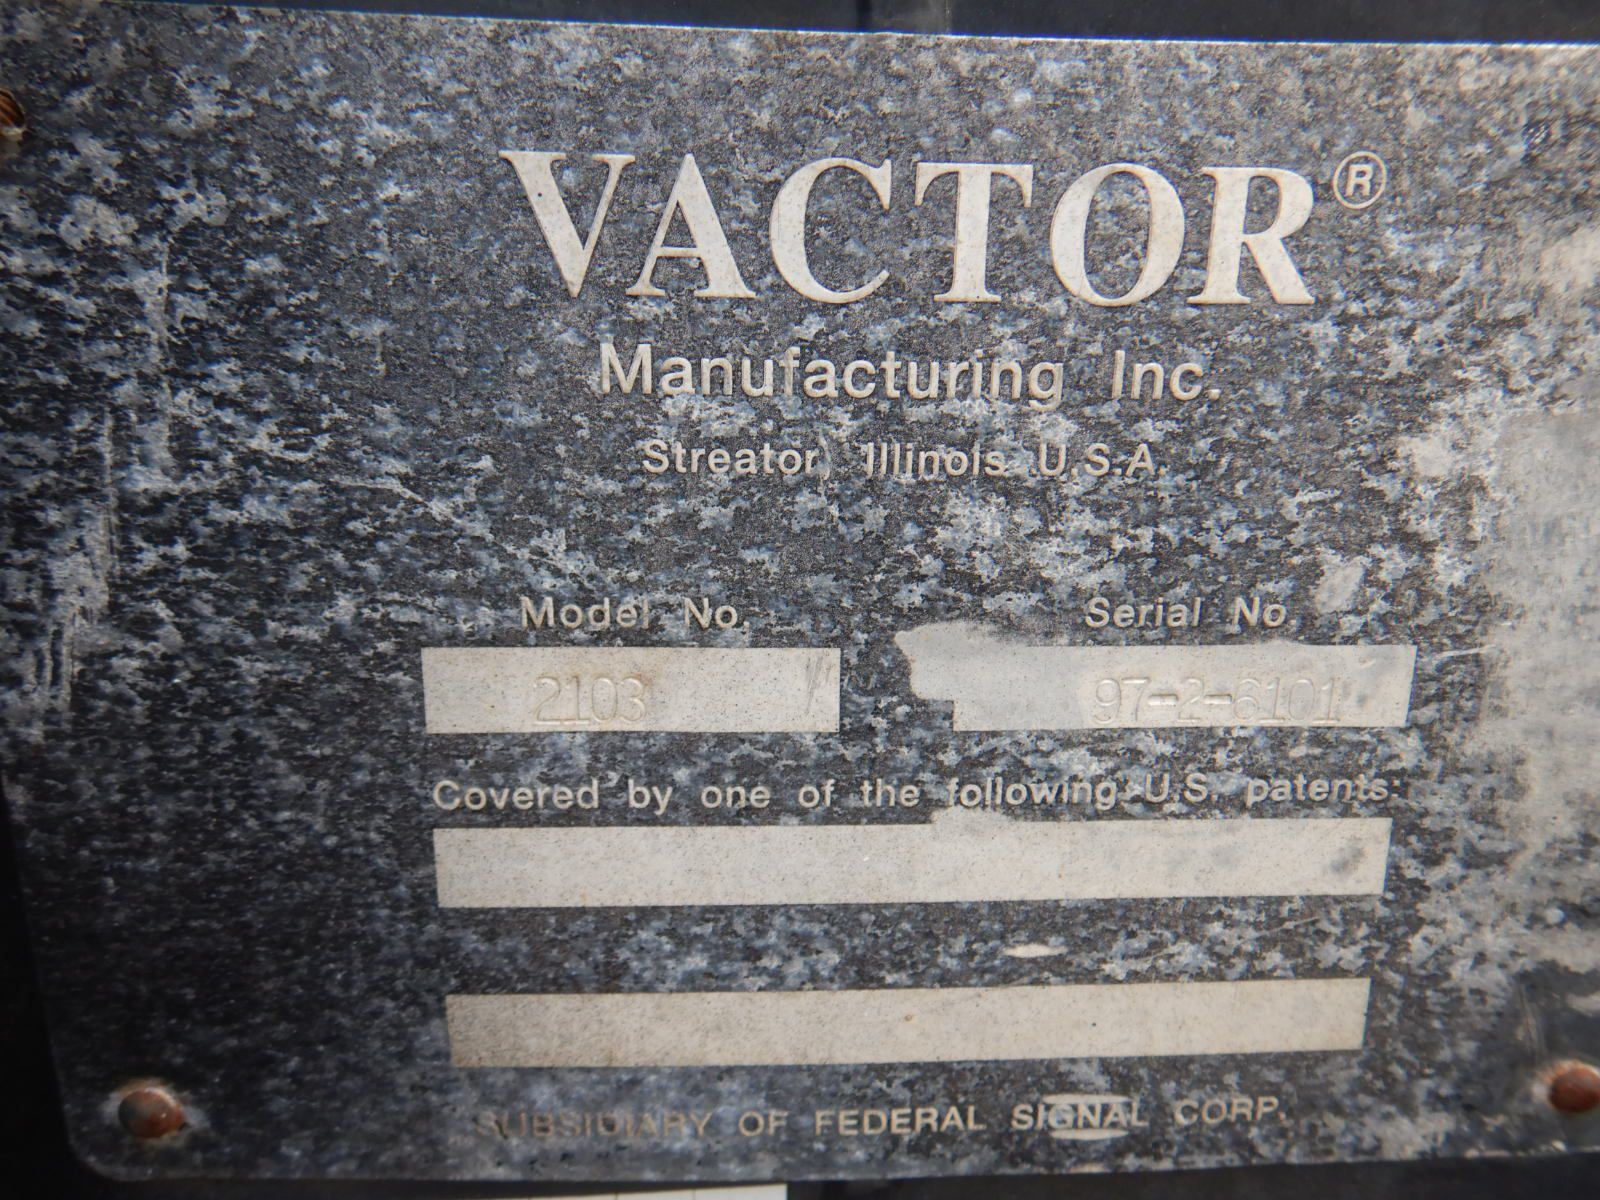 VACTOR®
Manufacturing Inc.
Streator, Illinois U.S.A.
Model No. Serial No.
2103 97-2-6101
Covered by one of the following U.S. patents:
SUBSIDIARY OF FEDERAL SIGNAL CORP.